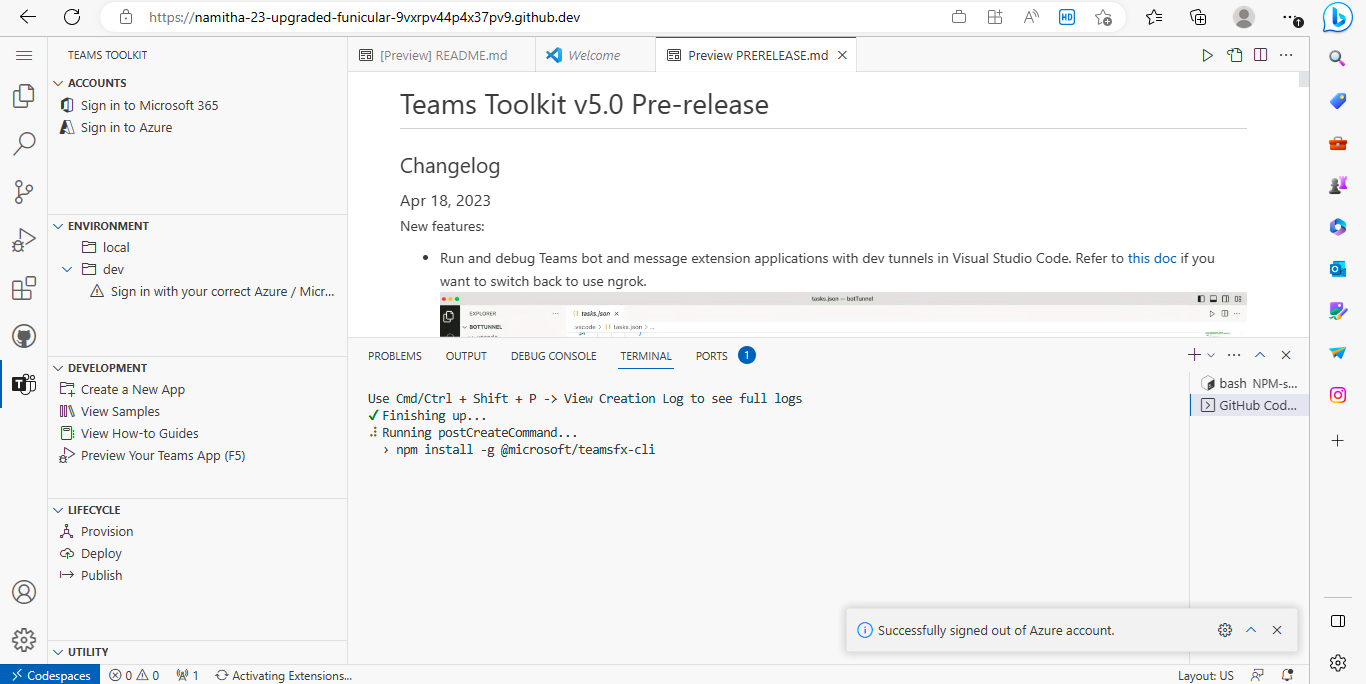 https://namitha-23-upgraded-funicular-9vxrpv44p4x37pv9.github.dev
TEAMS TOOLKIT
ACCOUNTS
Sign in to Microsoft 365
Sign in to Azure
ENVIRONMENT
local
dev
Sign in with your correct Azure / Micr...
DEVELOPMENT
Create a New App
View Samples
View How-to Guides
Preview Your Teams App (F5)
LIFECYCLE
Provision
Deploy
Publish
UTILITY
[Preview] README.md
Welcome
Preview PRERELEASE.md
Teams Toolkit v5.0 Pre-release
Changelog
Apr 18, 2023
New features:
• Run and debug Teams bot and message extension applications with dev tunnels in Visual Studio Code. Refer to this doc if you
want to switch back to use ngrok.
tasks.json — botTunnel
EXPLORER
tasks.json
BOTTUNNEL
.vscode > tasks.json > ...
PROBLEMS
OUTPUT
DEBUG CONSOLE
TERMINAL
PORTS 1
Use Cmd/Ctrl + Shift + P -> View Creation Log to see full logs
✓ Finishing up...
Running postCreateCommand...
› npm install -g @microsoft/teamsfx-cli
bash NPM-s...
GitHub Cod...
Successfully signed out of Azure account.
Codespaces
0 0
1
Activating Extensions...
Layout: US